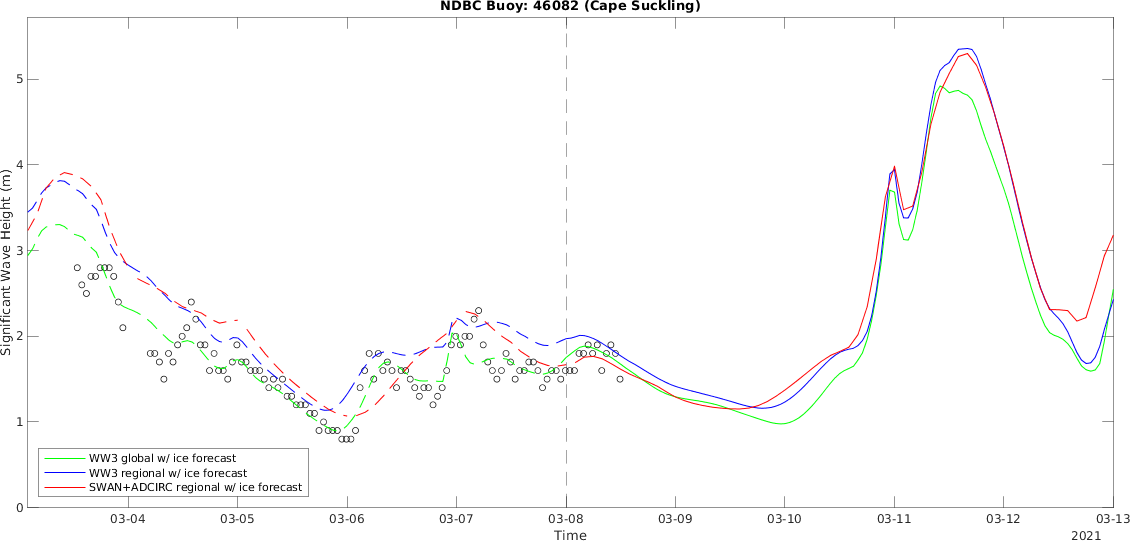 NDBC Buoy: 46082 (Cape Suckling)
Significant Wave Height (m)
5
4
3
2
1
0
WW3 global w/ ice forecast
WW3 regional w/ ice forecast
SWAN+ADCIRC regional w/ ice forecast
03-04 03-05 03-06 03-07 03-08 03-09 03-10 03-11 03-12 03-13
Time
2021